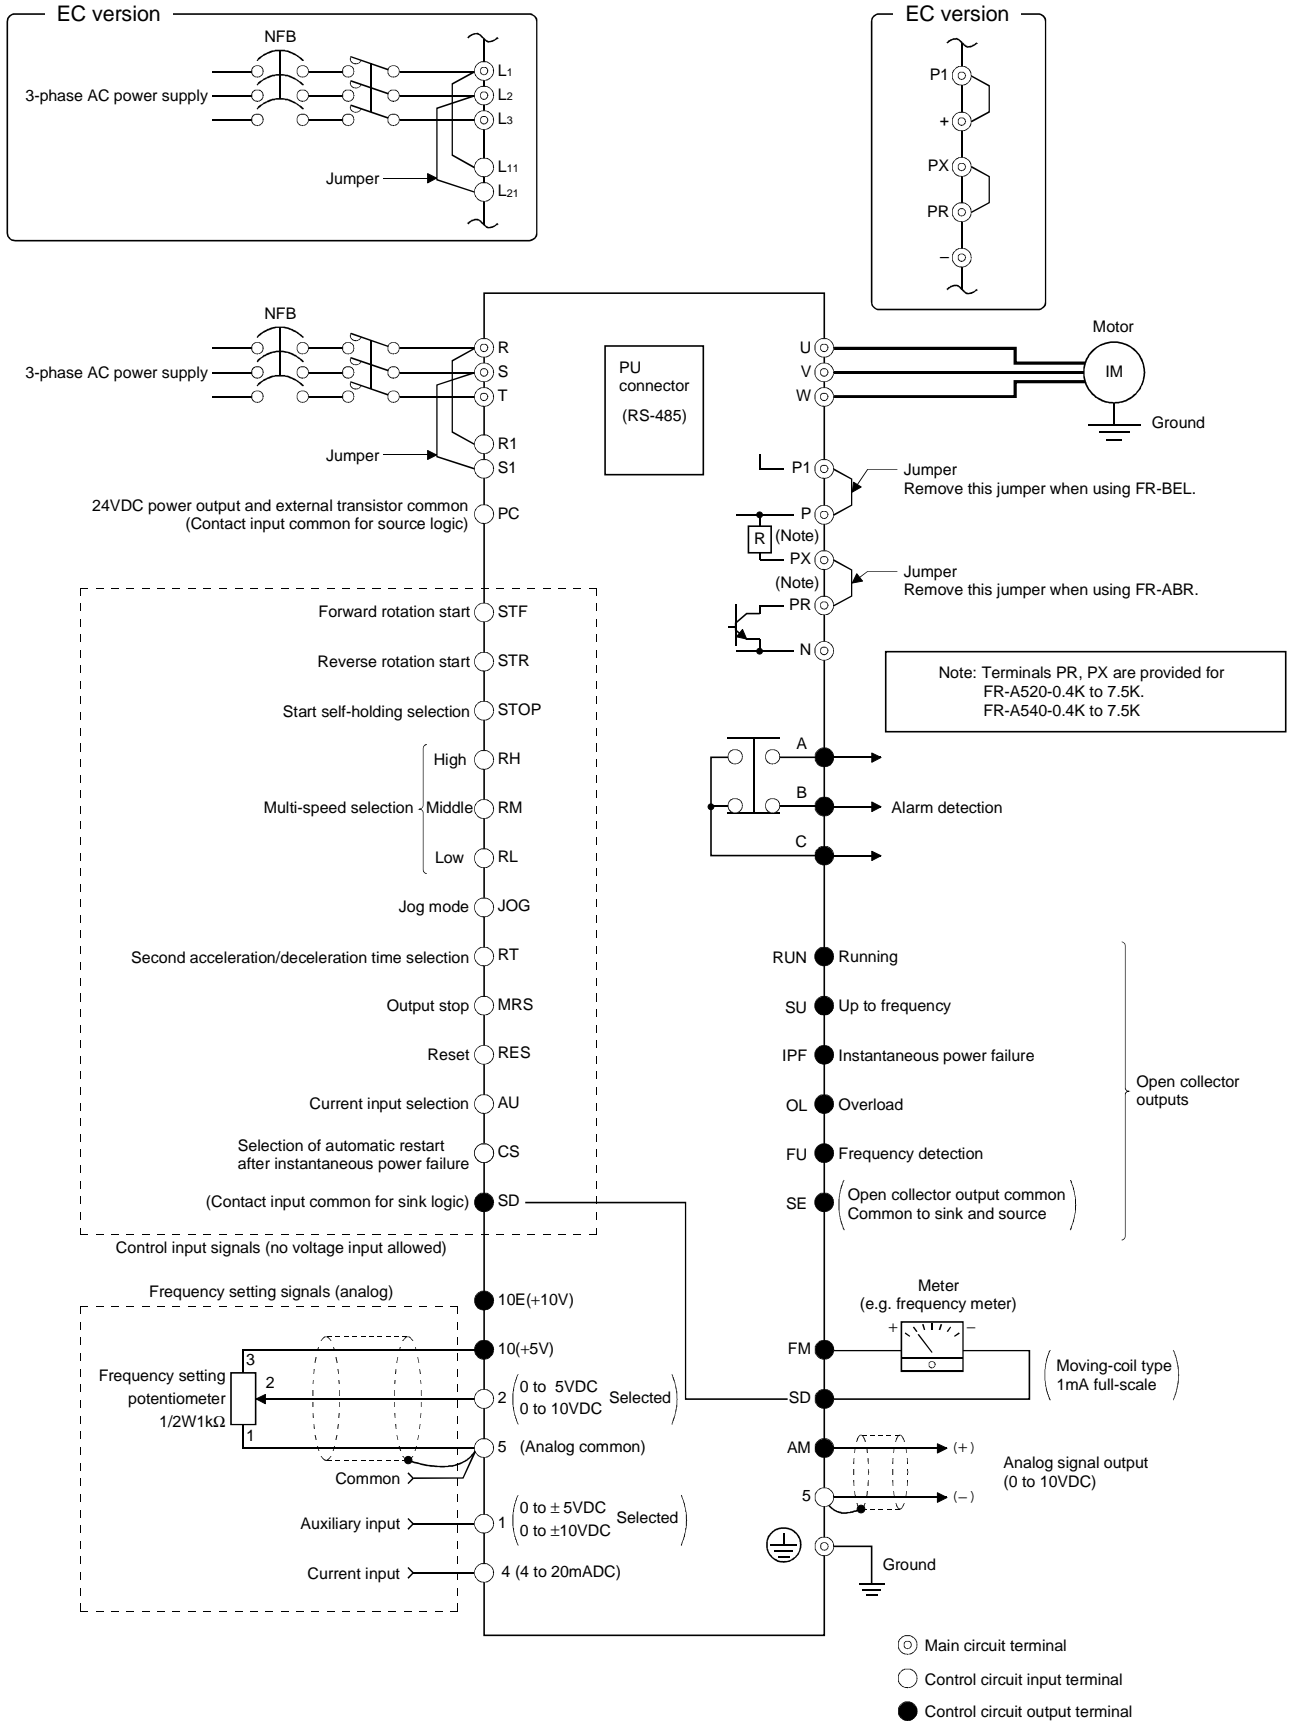 EC version
NFB
3-phase AC power supply
L1
L2
L3
L11
L21
Jumper
EC version
P1
+
PX
PR
−
NFB
3-phase AC power supply
R
S
T
R1
S1
Jumper
24VDC power output and external transistor common
(Contact input common for source logic)
PC
PU
connector
(RS-485)
U
V
W
Motor
IM
Ground
P1
Jumper
Remove this jumper when using FR-BEL.
P
R
(Note)
PX
(Note)
Jumper
Remove this jumper when using FR-ABR.
PR
N
Note: Terminals PR, PX are provided for
FR-A520-0.4K to 7.5K.
FR-A540-0.4K to 7.5K
Forward rotation start
STF
Reverse rotation start
STR
Start self-holding selection
STOP
Multi-speed selection
High
RH
Middle
RM
Low
RL
Jog mode
JOG
Second acceleration/deceleration time selection
RT
Output stop
MRS
Reset
RES
Current input selection
AU
Selection of automatic restart
after instantaneous power failure
CS
(Contact input common for sink logic)
SD
Control input signals (no voltage input allowed)
A
B
C
Alarm detection
RUN
Running
SU
Up to frequency
IPF
Instantaneous power failure
OL
Overload
FU
Frequency detection
SE
Open collector output common
Common to sink and source
Open collector
outputs
Frequency setting signals (analog)
10E(+10V)
10(+5V)
3
2
1
Frequency setting
potentiometer
1/2W1kΩ
2
0 to 5VDC
0 to 10VDC
Selected
5 (Analog common)
Common
Auxiliary input
1
0 to ± 5VDC
0 to ±10VDC
Selected
Current input
4 (4 to 20mADC)
Meter
(e.g. frequency meter)
+
−
FM
SD
Moving-coil type
1mA full-scale
AM
(+)
5
(−)
Analog signal output
(0 to 10VDC)
Ground
Main circuit terminal
Control circuit input terminal
Control circuit output terminal